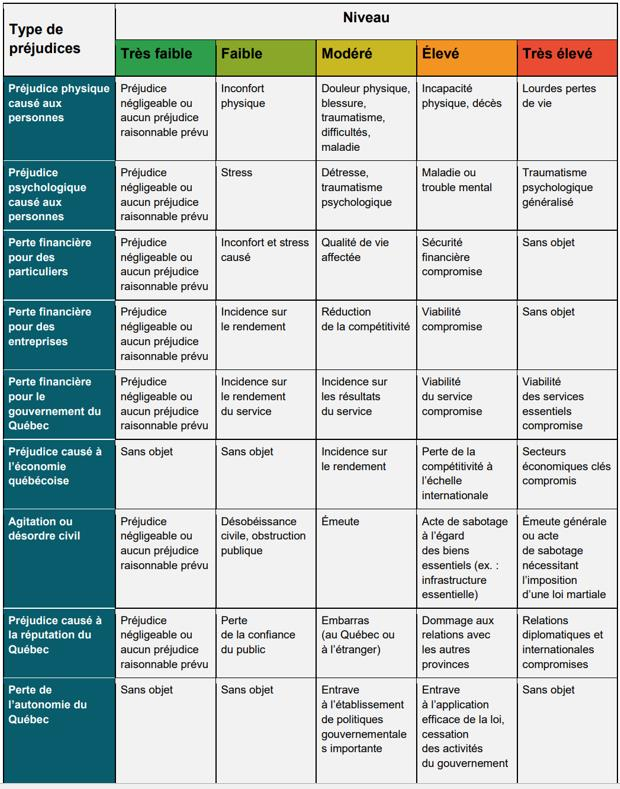 Type de
préjudices
Niveau
Très faible
Faible
Modéré
Élevé
Très élevé
Préjudice physique
causé aux
personnes
Préjudice
négligeable ou
aucun préjudice
raisonnable prévu
Inconfort
physique
Douleur physique,
blessure,
traumatisme,
difficultés,
maladie
Incapacité
physique, décès
Lourdes pertes
de vie
Préjudice
psychologique
causé aux
personnes
Préjudice
négligeable ou
aucun préjudice
raisonnable prévu
Stress
Détresse,
traumatisme
psychologique
Maladie ou
trouble mental
Traumatisme
psychologique
généralisé
Perte financière
pour des
particuliers
Préjudice
négligeable ou
aucun préjudice
raisonnable prévu
Inconfort et stress
causé
Qualité de vie
affectée
Sécurité
financière
compromise
Sans objet
Perte financière
pour des
entreprises
Préjudice
négligeable ou
aucun préjudice
raisonnable prévu
Incidence sur
le rendement
Réduction
de la compétitivité
Viabilité
compromise
Sans objet
Perte financière
pour le
gouvernement du
Québec
Préjudice
négligeable ou
aucun préjudice
raisonnable prévu
Incidence sur
le rendement
du service
Incidence sur
les résultats
du service
Viabilité
du service
compromise
Viabilité
des services
essentiels
compromise
Préjudice causé à
l'économie
québécoise
Sans objet
Sans objet
Incidence sur
le rendement
Perte de la
compétitivité à
l'échelle
internationale
Secteurs
économiques clés
compromis
Agitation ou
désordre civil
Préjudice
négligeable ou
aucun préjudice
raisonnable prévu
Désobéissance
civile, obstruction
publique
Émeute
Acte de sabotage
à l'égard
des biens
essentiels (ex. :
infrastructure
essentielle)
Émeute générale
ou acte
de sabotage
nécessitant
l'imposition
d'une loi martiale
Préjudice causé à
la réputation du
Québec
Préjudice
négligeable ou
aucun préjudice
raisonnable prévu
Perte
de la confiance
du public
Embarras
(au Québec ou
à l'étranger)
Dommage aux
relations avec
les autres
provinces
Relations
diplomatiques et
internationales
compromises
Perte de
l'autonomie du
Québec
Sans objet
Sans objet
Entrave
à l'établissement
de politiques
gouvernementale
s importante
Entrave
à l'application
efficace de la loi,
cessation
des activités
du gouvernement
Sans objet